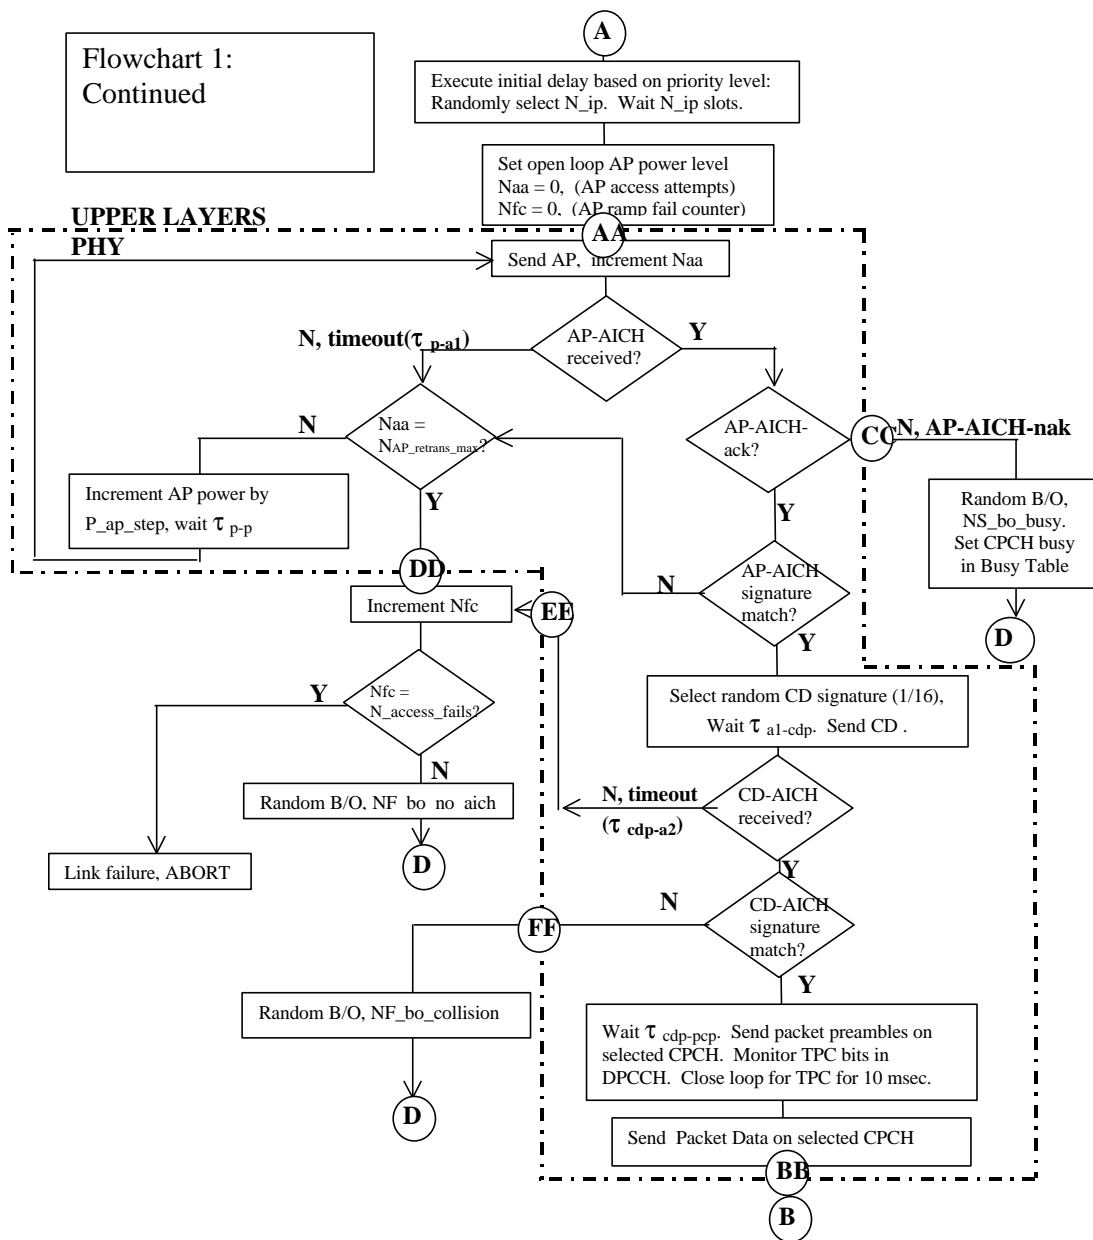 A
Flowchart 1:
Continued
Execute initial delay based on priority level:
Randomly select N_ip. Wait N_ip slots.
Set open loop AP power level
Naa = 0, (AP access attempts)
Nfc = 0, (AP ramp fail counter)
UPPER LAYERS
PHY
AA
Send AP, increment Naa
AP-AICH
received?
N, timeout(τ p-a1)
Y
Naa =
NAP_retrans_max?
N
Y
AP-AICH-
ack?
CC
N, AP-AICH-nak
Y
Increment AP power by
P_ap_step, wait τ p-p
Random B/O,
NS_bo_busy.
Set CPCH busy
in Busy Table
D
AP-AICH
signature
match?
N
Y
DD
Increment Nfc
EE
Nfc =
N_access_fails?
Y
N
Select random CD signature (1/16),
Wait τ a1-cdp. Send CD .
Random B/O, NF_bo_no_aich
D
Link failure, ABORT
N, timeout
(τ cdp-a2)
CD-AICH
received?
Y
CD-AICH
signature
match?
N
FF
Y
Random B/O, NF_bo_collision
D
Wait τ cdp-pcp. Send packet preambles on
selected CPCH. Monitor TPC bits in
DPCCH. Close loop for TPC for 10 msec.
Send Packet Data on selected CPCH
BB
B